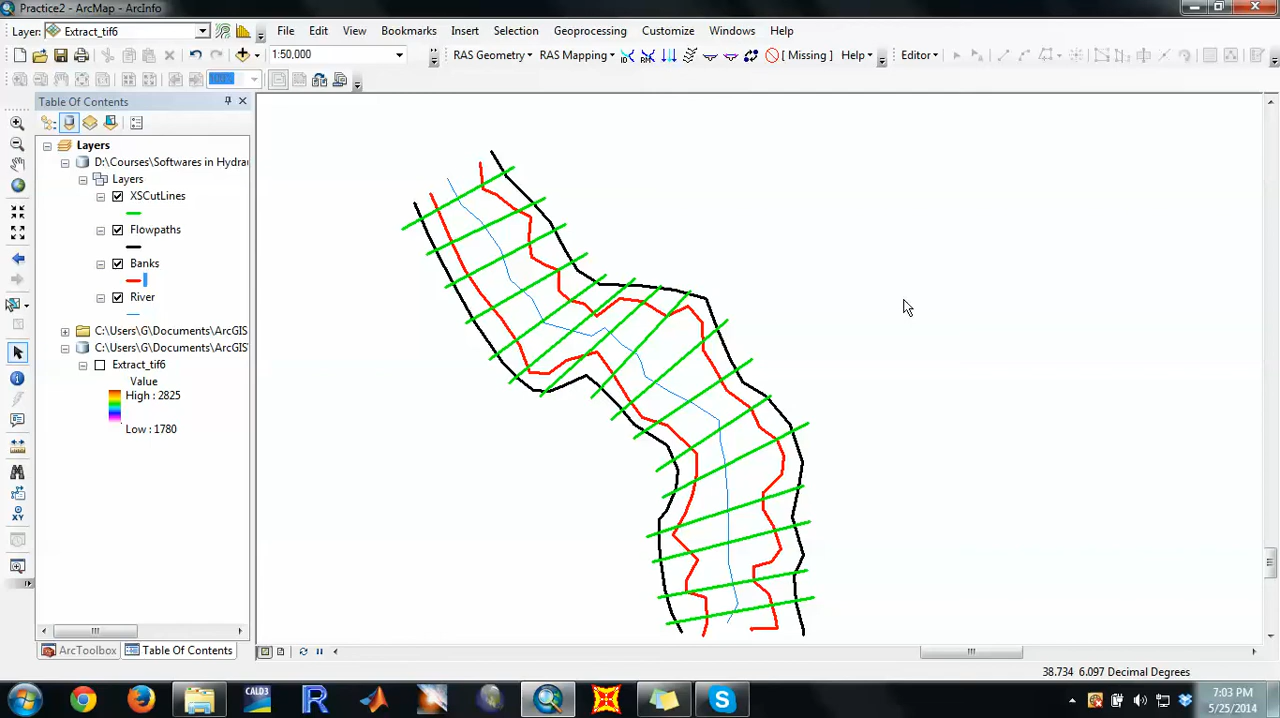 Practice2 - ArcMap - ArcInfo
Layer: Extract_tif6 File Edit View Bookmarks Insert Selection Geoprocessing Customize Windows Help
1:50,000 RAS Geometry RAS Mapping [ Missing ] Help Editor
Table Of Contents
Layers
D:\Courses\Softwares in Hydrau
Layers
XSCutLines
Flowpaths
Banks
River
C:\Users\G\Documents\ArcGIS
C:\Users\G\Documents\ArcGIS
Extract_tif6
Value
High : 2825
Low : 1780
ArcToolbox Table Of Contents
38.734 6.097 Decimal Degrees
CALD3
7:03 PM
5/25/2014